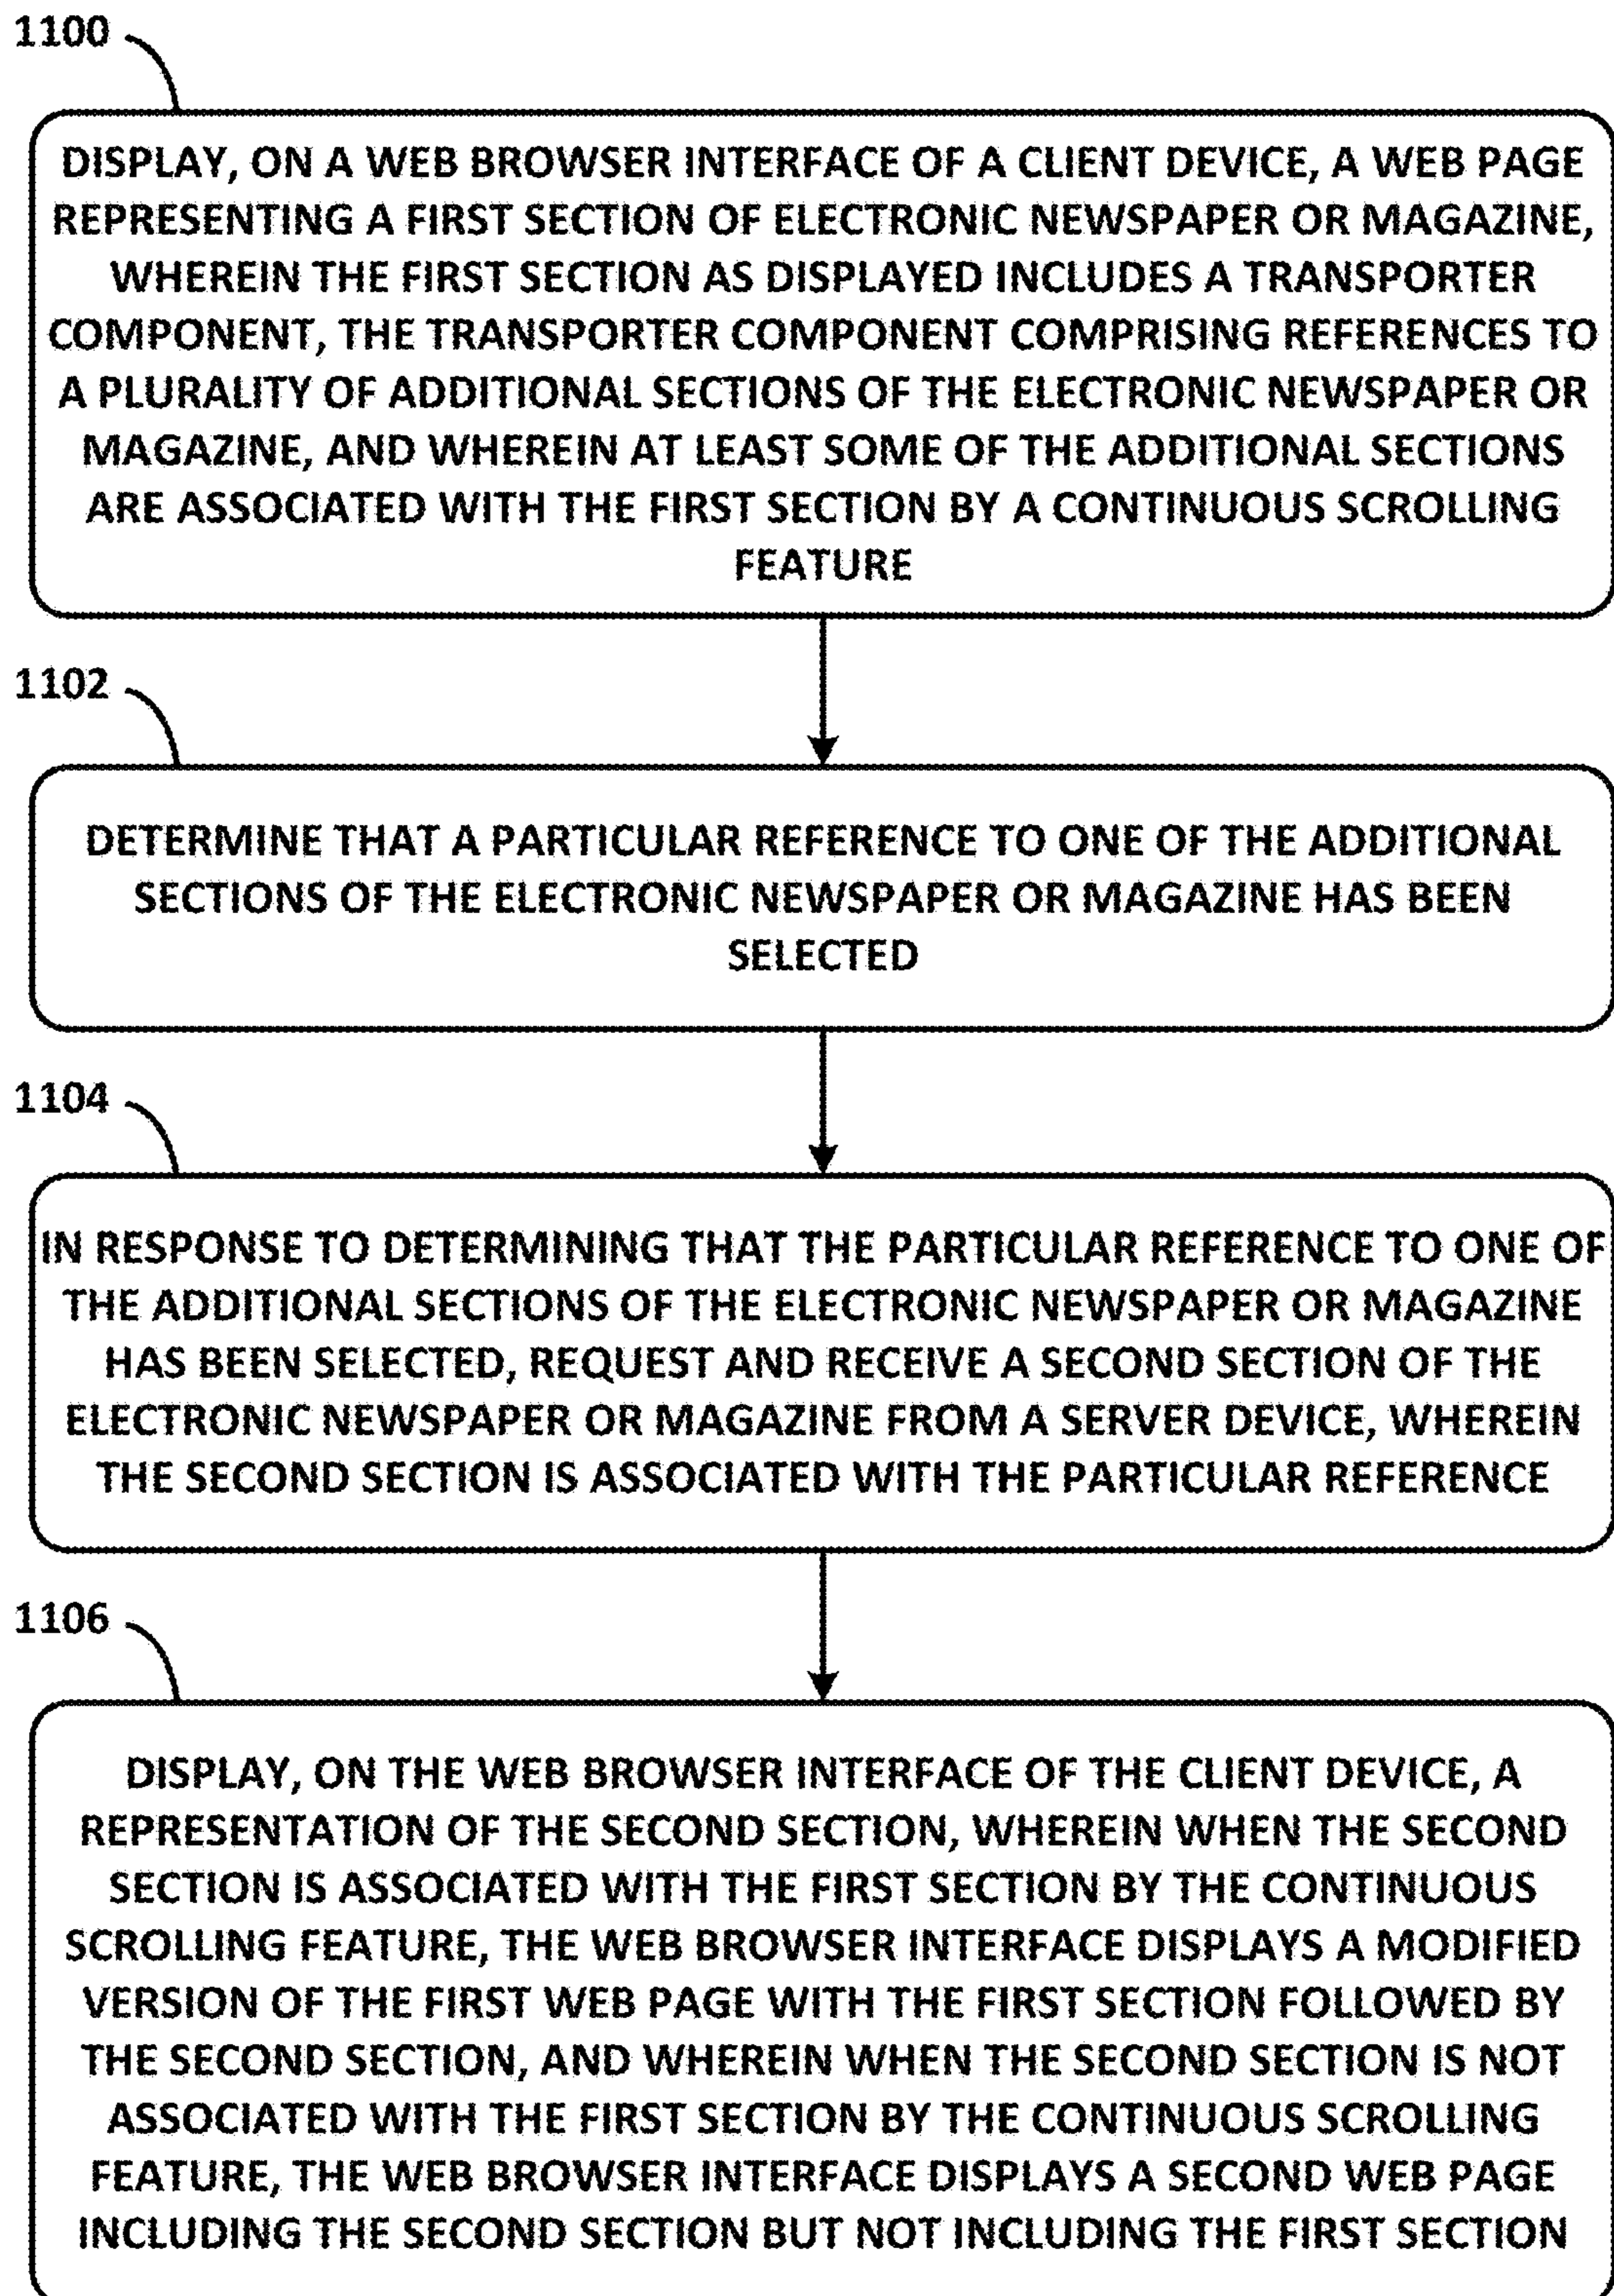 1100
DISPLAY, ON A WEB BROWSER INTERFACE OF A CLIENT DEVICE, A WEB PAGE
REPRESENTING A FIRST SECTION OF ELECTRONIC NEWSPAPER OR MAGAZINE,
WHEREIN THE FIRST SECTION AS DISPLAYED INCLUDES A TRANSPORTER
COMPONENT, THE TRANSPORTER COMPONENT COMPRISING REFERENCES TO
A PLURALITY OF ADDITIONAL SECTIONS OF THE ELECTRONIC NEWSPAPER OR
MAGAZINE, AND WHEREIN AT LEAST SOME OF THE ADDITIONAL SECTIONS
ARE ASSOCIATED WITH THE FIRST SECTION BY A CONTINUOUS SCROLLING
FEATURE
1102
DETERMINE THAT A PARTICULAR REFERENCE TO ONE OF THE ADDITIONAL
SECTIONS OF THE ELECTRONIC NEWSPAPER OR MAGAZINE HAS BEEN
SELECTED
1104
IN RESPONSE TO DETERMINING THAT THE PARTICULAR REFERENCE TO ONE OF
THE ADDITIONAL SECTIONS OF THE ELECTRONIC NEWSPAPER OR MAGAZINE
HAS BEEN SELECTED, REQUEST AND RECEIVE A SECOND SECTION OF THE
ELECTRONIC NEWSPAPER OR MAGAZINE FROM A SERVER DEVICE, WHEREIN
THE SECOND SECTION IS ASSOCIATED WITH THE PARTICULAR REFERENCE
1106
DISPLAY, ON THE WEB BROWSER INTERFACE OF THE CLIENT DEVICE, A
REPRESENTATION OF THE SECOND SECTION, WHEREIN WHEN THE SECOND
SECTION IS ASSOCIATED WITH THE FIRST SECTION BY THE CONTINUOUS
SCROLLING FEATURE, THE WEB BROWSER INTERFACE DISPLAYS A MODIFIED
VERSION OF THE FIRST WEB PAGE WITH THE FIRST SECTION FOLLOWED BY
THE SECOND SECTION, AND WHEREIN WHEN THE SECOND SECTION IS NOT
ASSOCIATED WITH THE FIRST SECTION BY THE CONTINUOUS SCROLLING
FEATURE, THE WEB BROWSER INTERFACE DISPLAYS A SECOND WEB PAGE
INCLUDING THE SECOND SECTION BUT NOT INCLUDING THE FIRST SECTION